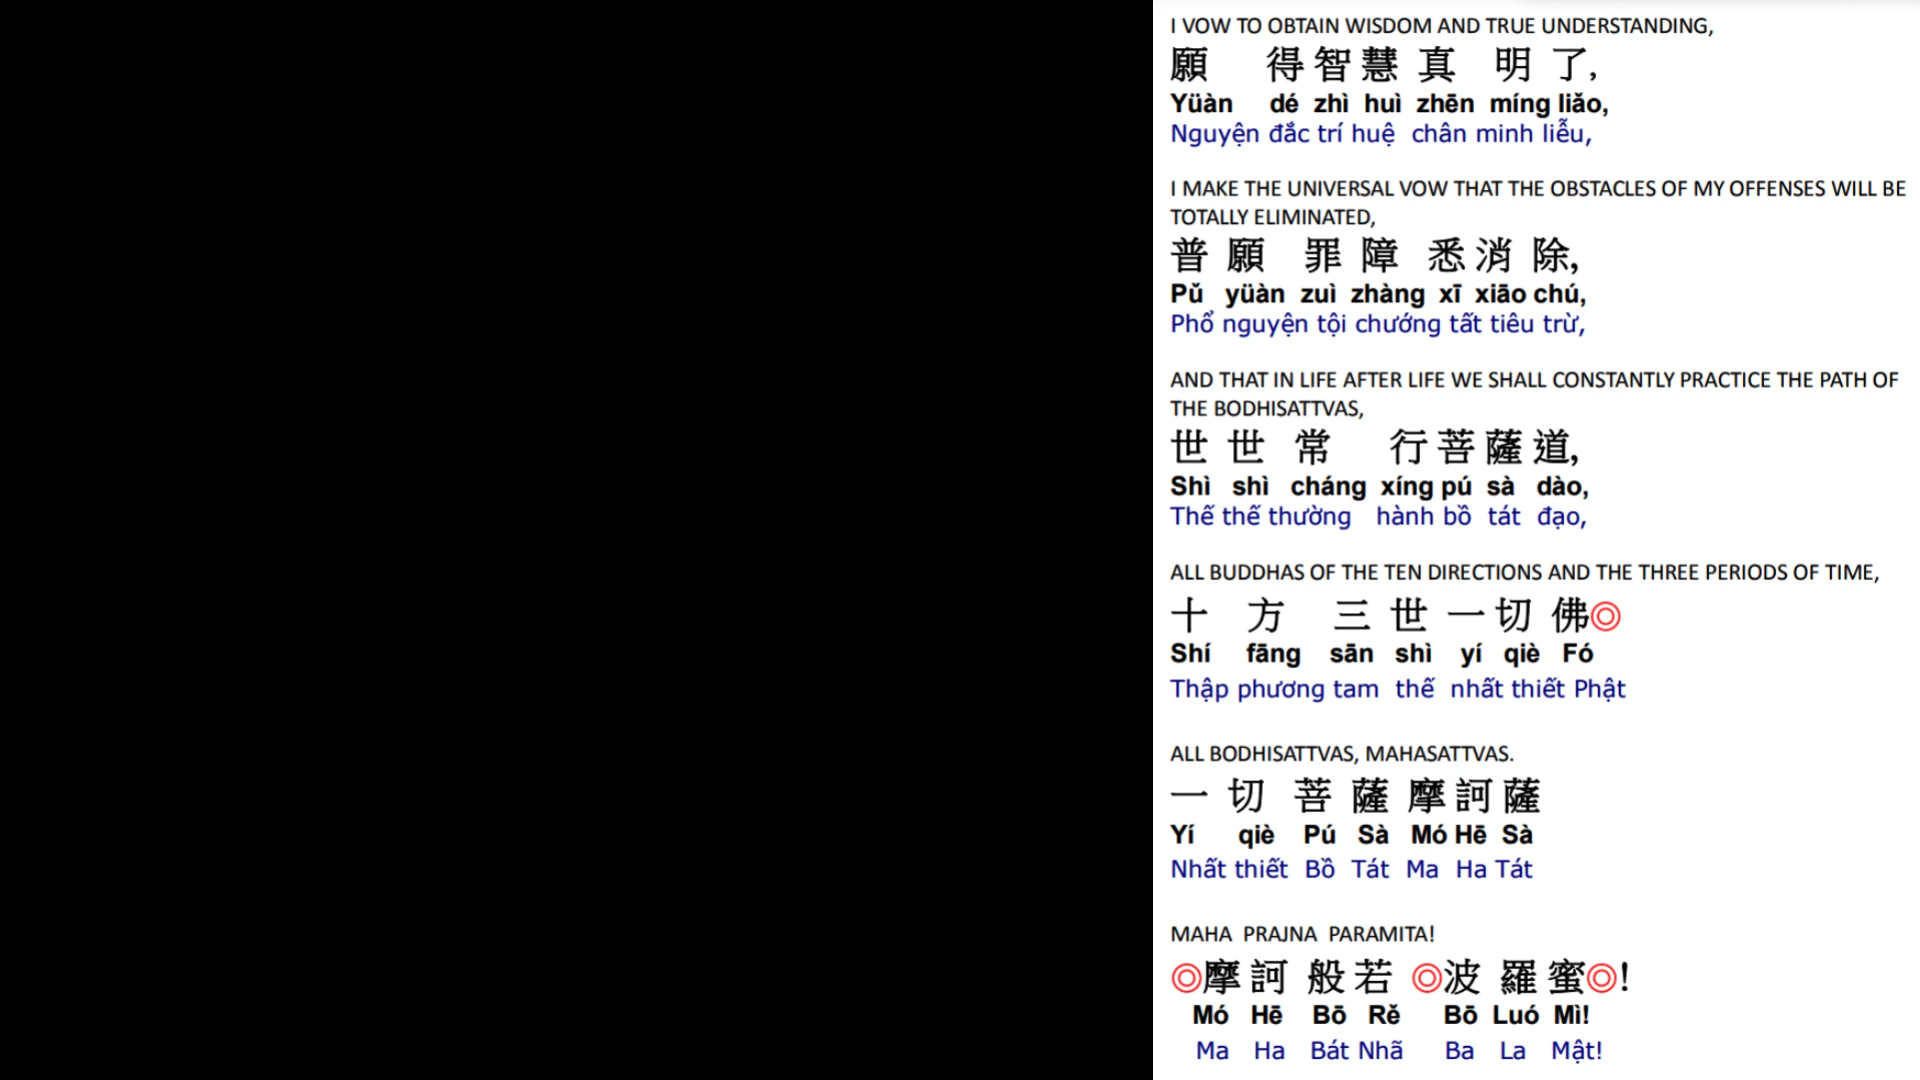 I VOW TO OBTAIN WISDOM AND TRUE UNDERSTANDING,
願 得 智 慧 真 明 了,
Yüàn dé zhì huì zhēn míng liǎo,
Nguyện đắc trí huệ chân minh liễu,
I MAKE THE UNIVERSAL VOW THAT THE OBSTACLES OF MY OFFENSES WILL BE
TOTALLY ELIMINATED,
普 願 罪 障 悉 消 除,
Pǔ yüàn zuì zhàng xī xiāo chú,
Phổ nguyện tội chướng tất tiêu trừ,
AND THAT IN LIFE AFTER LIFE WE SHALL CONSTANTLY PRACTICE THE PATH OF
THE BODHISATTVAS,
世 世 常 行 菩 薩 道,
Shì shì cháng xíng pú sà dào,
Thế thế thường hành bồ tát đạo,
ALL BUDDHAS OF THE TEN DIRECTIONS AND THE THREE PERIODS OF TIME,
十 方 三 世 一 切 佛◎
Shí fāng sān shì yí qiè Fó
Thập phương tam thế nhất thiết Phật
ALL BODHISATTVAS, MAHASATTVAS.
一 切 菩 薩 摩 訶 薩
Yí qiè Pú Sà Mó Hē Sà
Nhất thiết Bồ Tát Ma Ha Tát
MAHA PRAJNA PARAMITA!
◎摩 訶 般 若 ◎波 羅 蜜◎!
Mó Hē Bō Rě Bō Luó Mì!
Ma Ha Bát Nhã Ba La Mật!